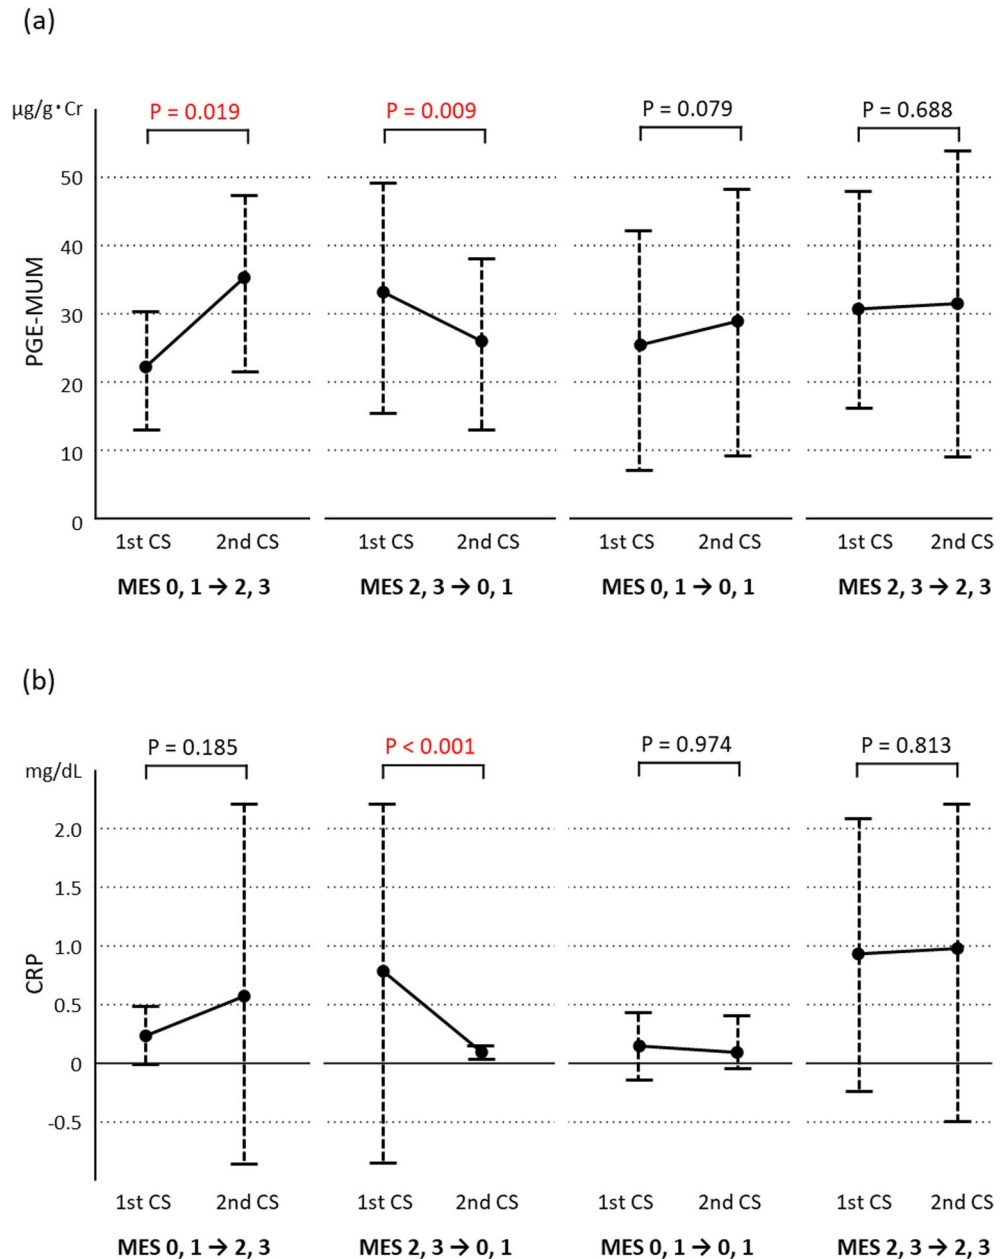 (a)
μg/g・Cr
P = 0.019
P = 0.009
P = 0.079
P = 0.688
PGE-MUM
50
40
30
20
10
0
1st CS 2nd CS
1st CS 2nd CS
1st CS 2nd CS
1st CS 2nd CS
MES 0, 1 → 2, 3
MES 2, 3 → 0, 1
MES 0, 1 → 0, 1
MES 2, 3 → 2, 3
(b)
mg/dL
P = 0.185
P < 0.001
P = 0.974
P = 0.813
CRP
2.0
1.5
1.0
0.5
0
-0.5
1st CS 2nd CS
1st CS 2nd CS
1st CS 2nd CS
1st CS 2nd CS
MES 0, 1 → 2, 3
MES 2, 3 → 0, 1
MES 0, 1 → 0, 1
MES 2, 3 → 2, 3